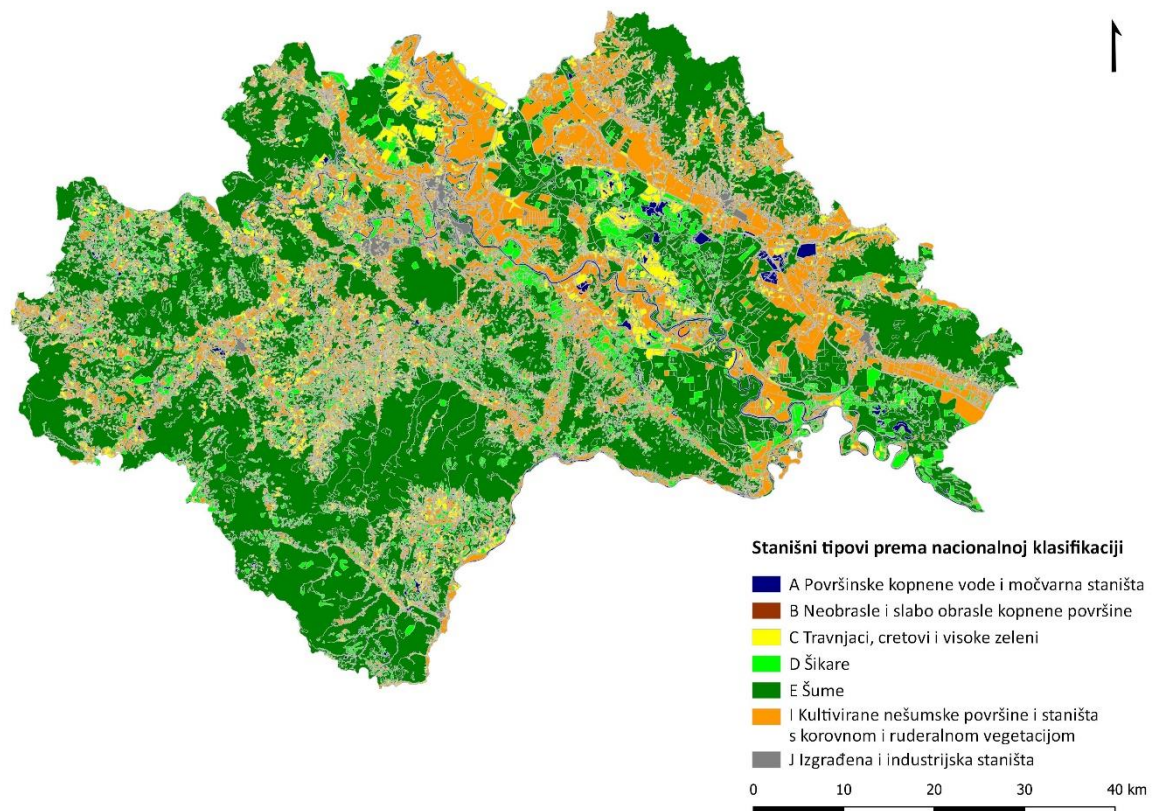 Stanišni tipovi prema nacionalnoj klasifikaciji
A Površinske kopnene vode i močvarna staništa
B Neobrasle i slabo obrasle kopnene površine
C Travnjaci, cretovi i visoke zeleni
D Šikare
E Šume
I Kultivirane nešumske površine i staništa
s korovnom i ruderalnom vegetacijom
J Izgrađena i industrijska staništa
0 10 20 30 40 km